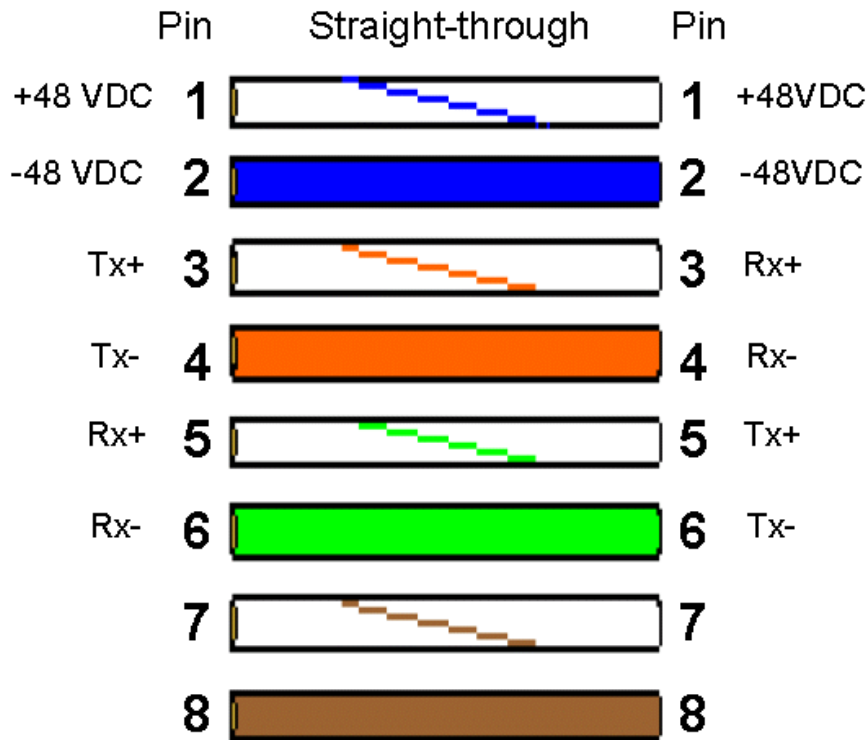 Pin Straight-through Pin
+48 VDC 1 1 +48VDC
-48 VDC 2 2 -48VDC
Tx+ 3 3 Rx+
Tx- 4 4 Rx-
Rx+ 5 5 Tx+
Rx- 6 6 Tx-
7 7
8 8